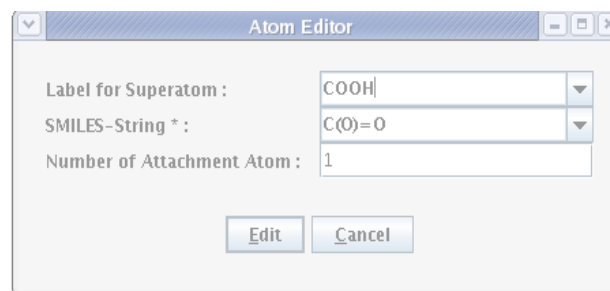 Atom Editor
Label for Superatom : COOH
SMILES-String * : C(O)=O
Number of Attachment Atom : 1
Edit Cancel